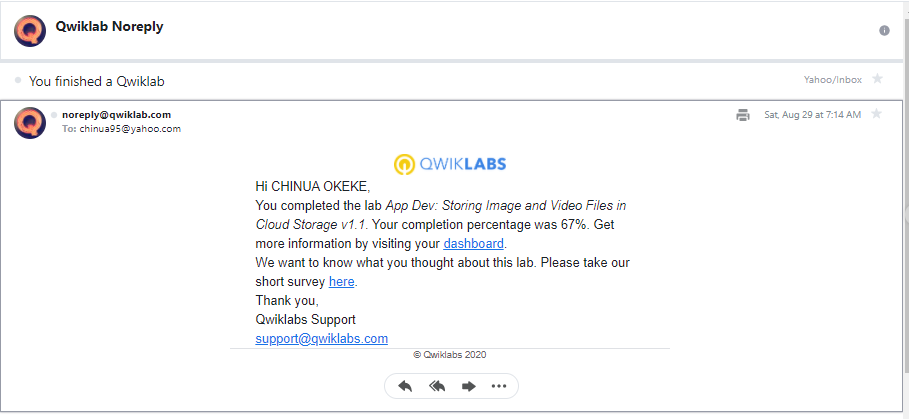 Qwiklab Noreply
You finished a Qwiklab
Yahoo/Inbox
noreply@qwiklab.com
Sat, Aug 29 at 7:14 AM
To: chinua95@yahoo.com
QWIKLABS
Hi CHINUA OKEKE,
You completed the lab App Dev: Storing Image and Video Files in
Cloud Storage v1.1. Your completion percentage was 67%. Get
more information by visiting your dashboard.
We want to know what you thought about this lab. Please take our
short survey here.
Thank you,
Qwiklabs Support
support@qwiklabs.com
© Qwiklabs 2020